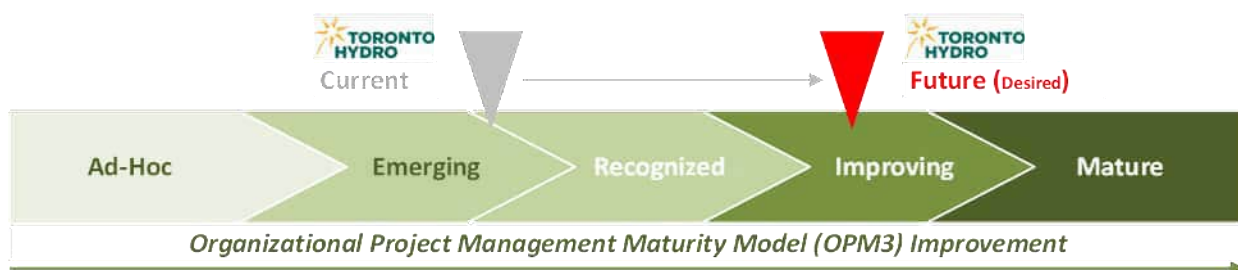 TORONTO
HYDRO
Current
TORONTO
HYDRO
Future (Desired)
Ad-Hoc
Emerging
Recognized
Improving
Mature
Organizational Project Management Maturity Model (OPM3) Improvement